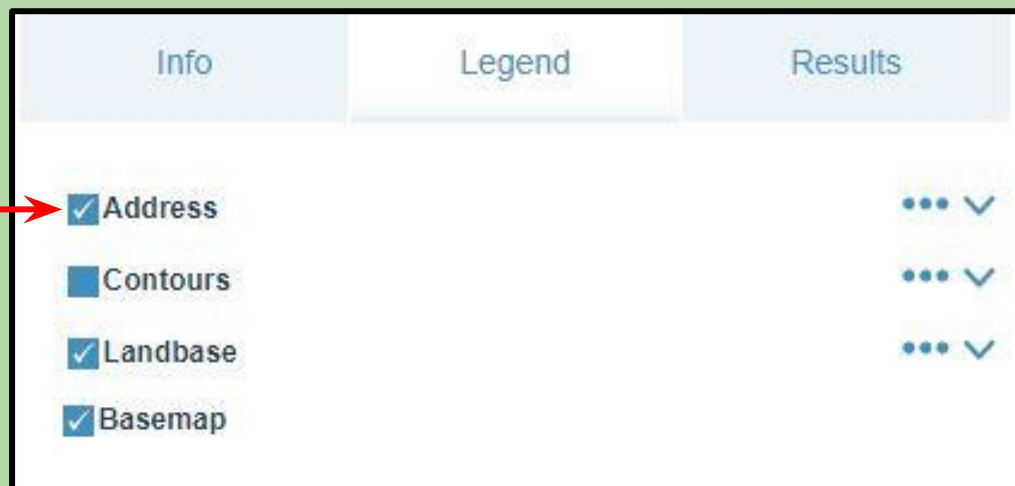 Info Legend Results
Address
Contours
Landbase
Basemap